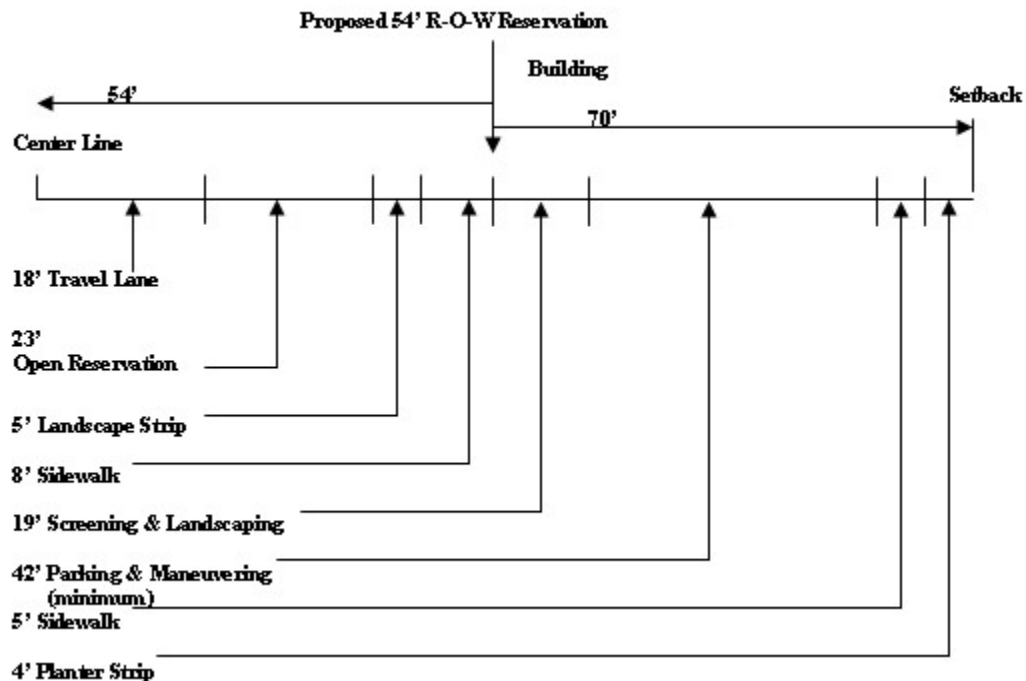 Proposed 54’ R-O-W Reservation
Building
54’
Setback
70’
Center Line
18’ Travel Lane
23’
Open Reservation
5’ Landscape Strip
8’ Sidewalk
19’ Screening & Landscaping
42’ Parking & Maneuvering
(minimum)
5’ Sidewalk
4’ Planter Strip